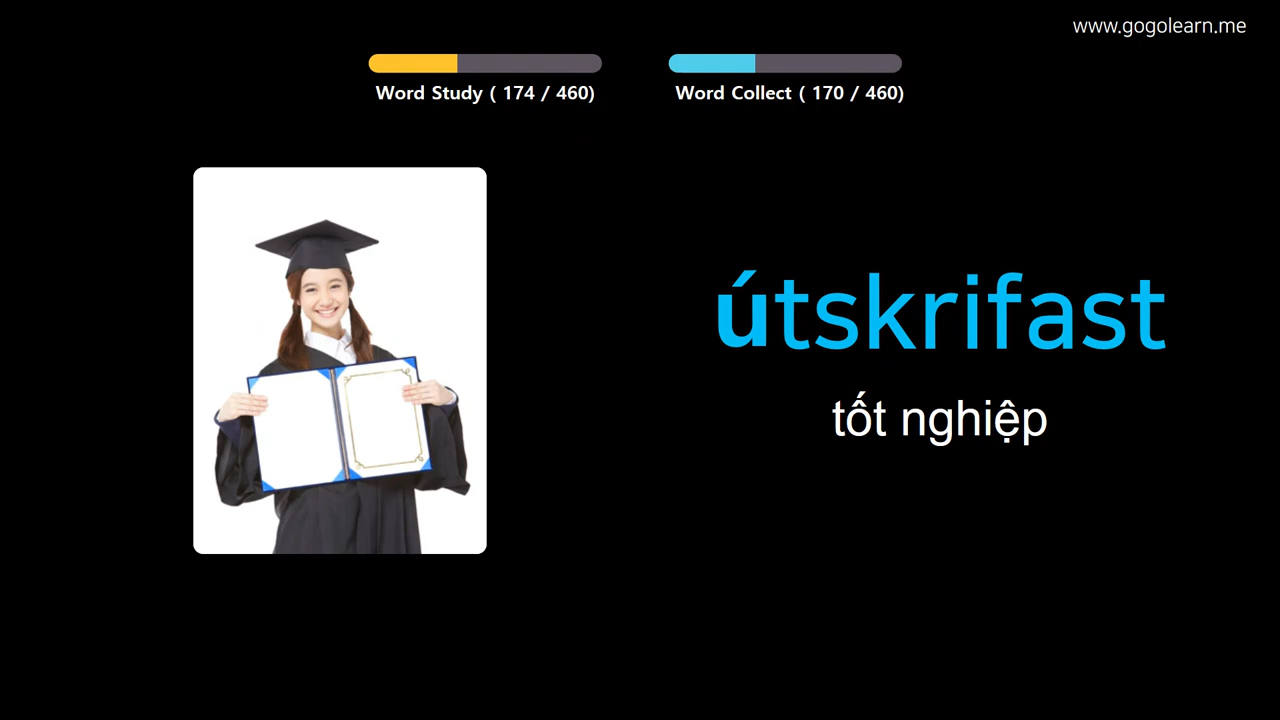 www.gogolearn.me
Word Study ( 174 / 460)
Word Collect ( 170 / 460)
útskrifast
tốt nghiệp